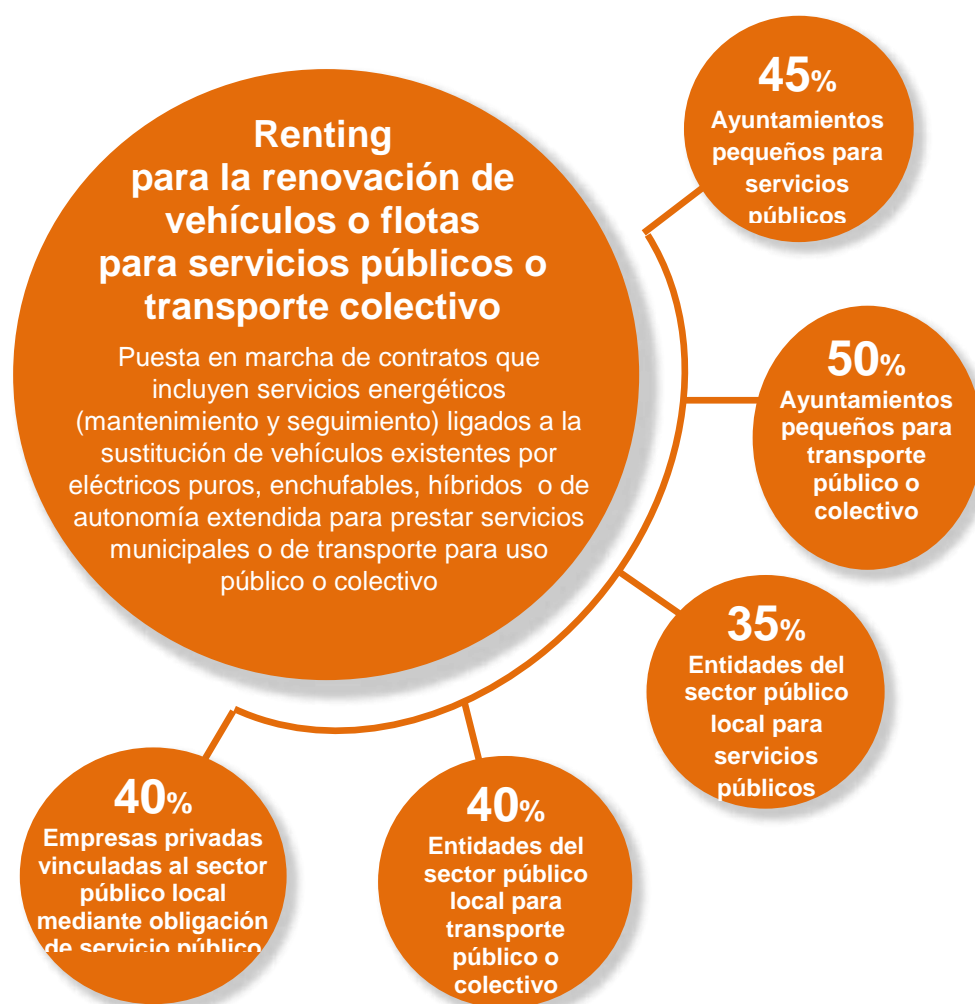 Renting
para la renovación de
vehículos o flotas
para servicios públicos o
transporte colectivo
Puesta en marcha de contratos que
incluyen servicios energéticos
(mantenimiento y seguimiento) ligados a la
sustitución de vehículos existentes por
eléctricos puros, enchufables, híbridos o de
autonomía extendida para prestar servicios
municipales o de transporte para uso
público o colectivo
45%
Ayuntamientos
pequeños para
servicios
públicos
50%
Ayuntamientos
pequeños para
transporte
público o
colectivo
35%
Entidades del
sector público
local para
servicios
públicos
40%
Entidades del
sector público
local para
transporte
público o
colectivo
40%
Empresas privadas
vinculadas al sector
público local
mediante obligación
de servicio público